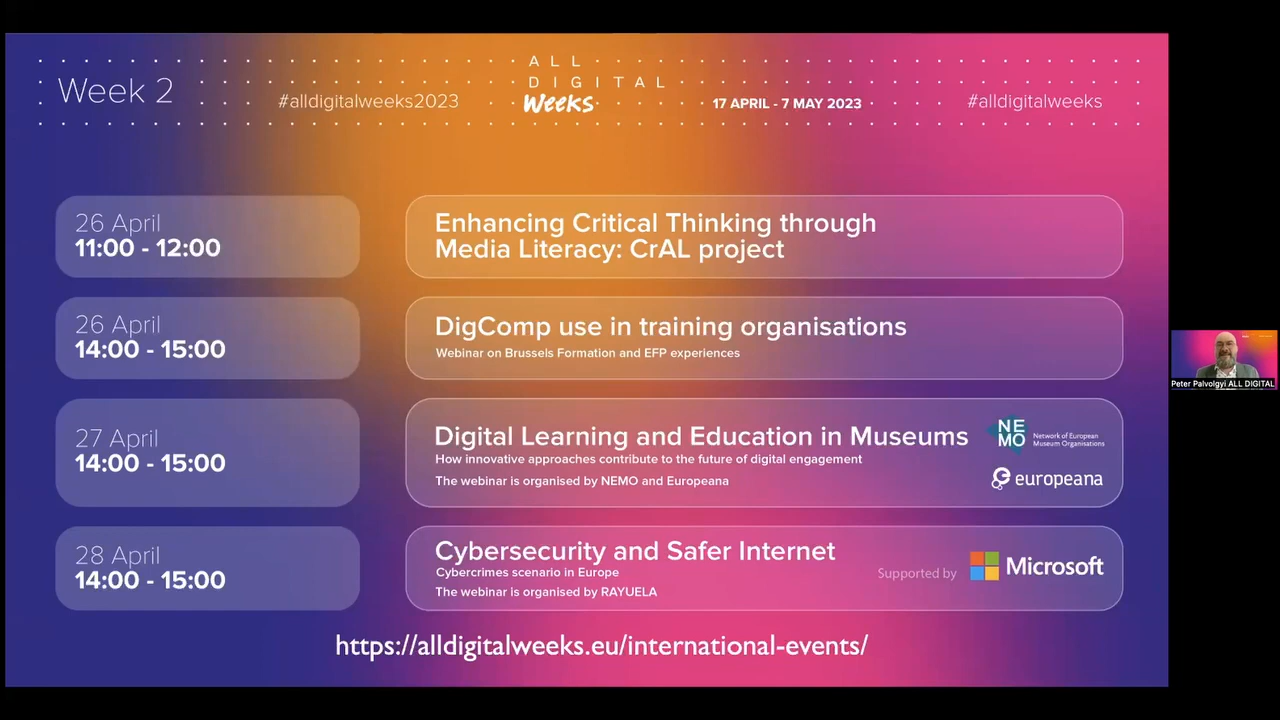 Week 2
#alldigitalweeks2023
ALL
DIGITAL
Weeks
17 APRIL - 7 MAY 2023
#alldigitalweeks
26 April
11:00 - 12:00
Enhancing Critical Thinking through
Media Literacy: CrAL project
26 April
14:00 - 15:00
DigComp use in training organisations
Webinar on Brussels Formation and EFP experiences
27 April
14:00 - 15:00
Digital Learning and Education in Museums
How innovative approaches contribute to the future of digital engagement
The webinar is organised by NEMO and Europeana
NE
MO
Network of European
Museum Organisations
europeana
28 April
14:00 - 15:00
Cybersecurity and Safer Internet
Cybercrimes scenario in Europe
The webinar is organised by RAYUELA
Supported by
Microsoft
https://alldigitalweeks.eu/international-events/
Peter Palvolgyi ALL DIGITAL